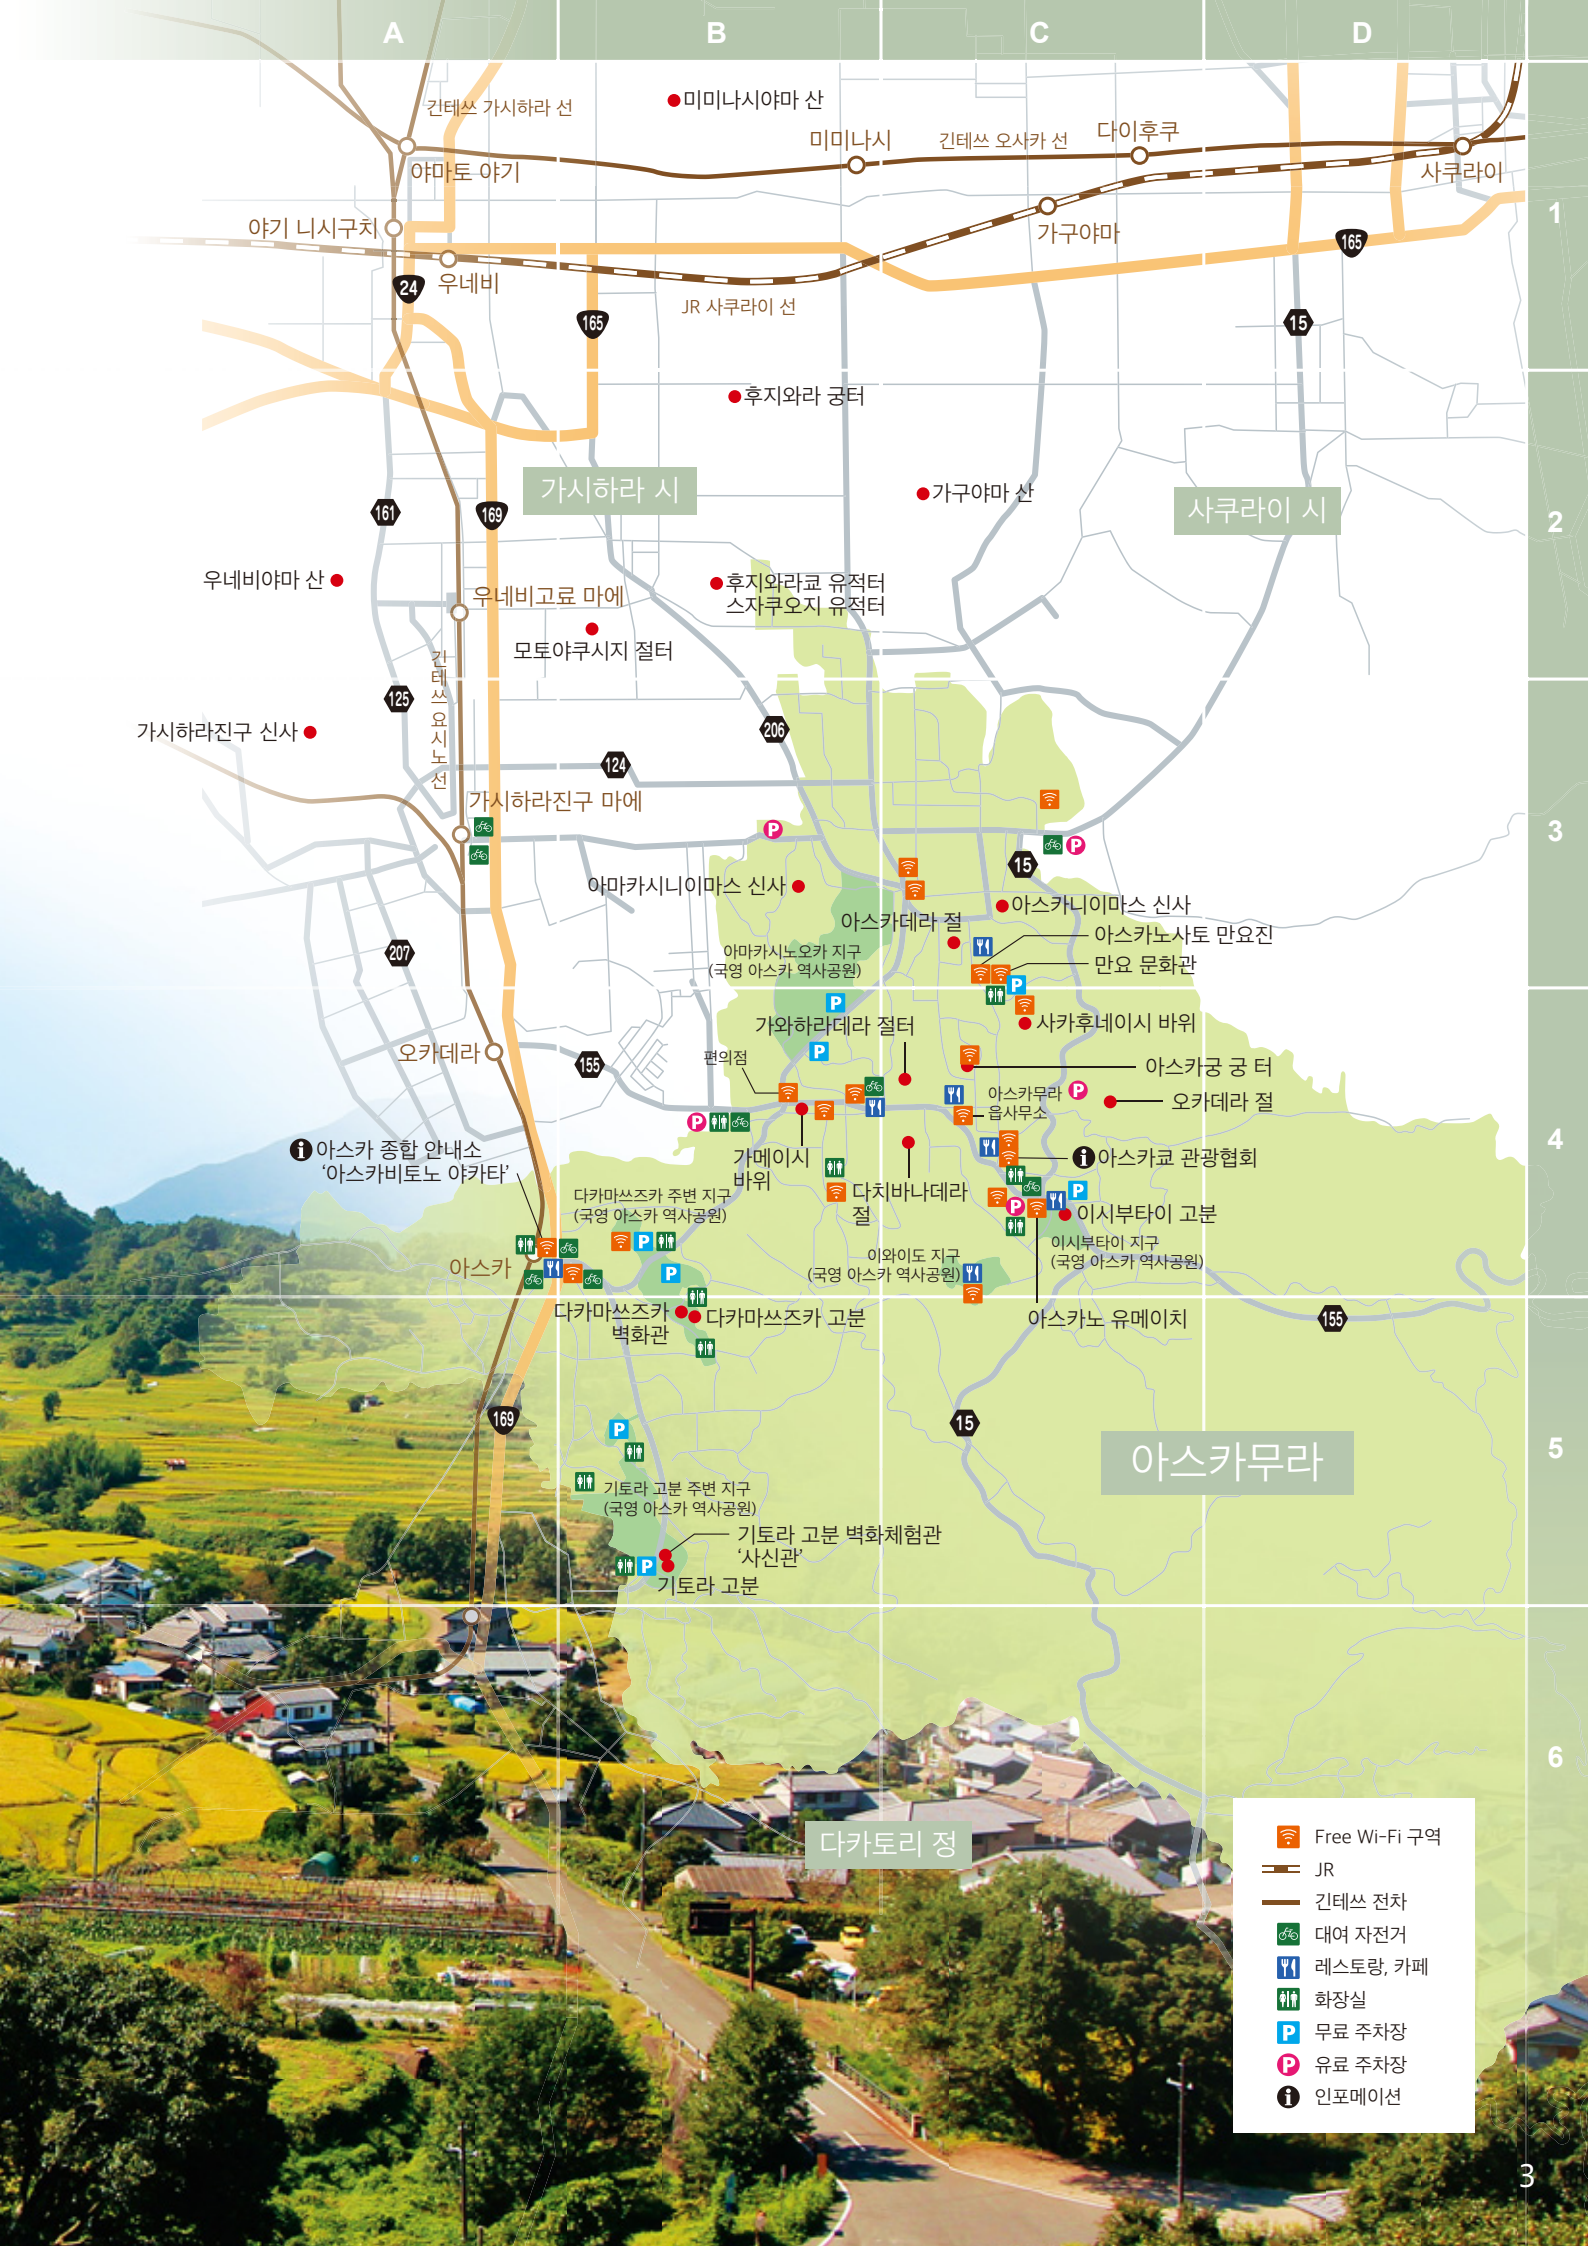 A
B
C
D
긴테쓰 가시하라 선
미미나시야마 산
미미나시
긴테쓰 오사카 선
다이후쿠
야마토 야기
사쿠라이
1
야기 니시구치
가구야마
165
우네비
24
JR 사쿠라이 선
165
15
후지와라 궁터
가시하라 시
가구야마 산
사쿠라이 시
161
169
2
우네비야마 산
후지와라쿄 유적터
스자쿠오지 유적터
우네비고료 마에
모토야쿠시지 절터
긴테쓰 요시노 선
125
가시하라진구 신사
206
124
가시하라진구 마에
P
3
P
15
아마카시니이마스 신사
아스카니이마스 신사
아스카데라 절
아스카노사토 만요진
207
아마카시노오카 지구
(국영 아스카 역사공원)
만요 문화관
P
P
가와하라데라 절터
사카후네이시 바위
오카데라
편의점
P
155
아스카궁 궁 터
아스카무라
읍사무소
P
오카데라 절
P
4
i 아스카 종합 안내소
‘아스카비토노 야카타’
가메이시
바위
i 아스카쿄 관광협회
다카마쓰즈카 주변 지구
(국영 아스카 역사공원)
다치바나데라
절
P
P
이시부타이 고분
P
이시부타이 지구
(국영 아스카 역사공원)
이와이도 지구
(국영 아스카 역사공원)
아스카
P
다카마쓰즈카
벽화관
다카마쓰즈카 고분
아스카노 유메이치
155
169
P
15
아스카무라
5
기토라 고분 주변 지구
(국영 아스카 역사공원)
기토라 고분 벽화체험관
‘사신관’
P
기토라 고분
6
다카토리 정
Free Wi-Fi 구역
JR
긴테쓰 전차
대여 자전거
레스토랑, 카페
화장실
P 무료 주차장
P 유료 주차장
i 인포메이션
3